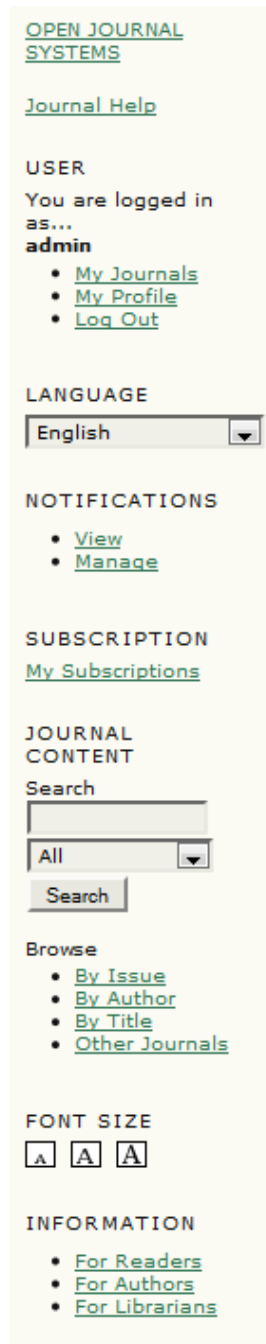 OPEN JOURNAL
SYSTEMS
Journal Help
USER
You are logged in
as...
admin
My Journals
My Profile
Log Out
LANGUAGE
English
NOTIFICATIONS
View
Manage
SUBSCRIPTION
My Subscriptions
JOURNAL
CONTENT
Search
All
Search
Browse
By Issue
By Author
By Title
Other Journals
FONT SIZE
A A A
INFORMATION
For Readers
For Authors
For Librarians